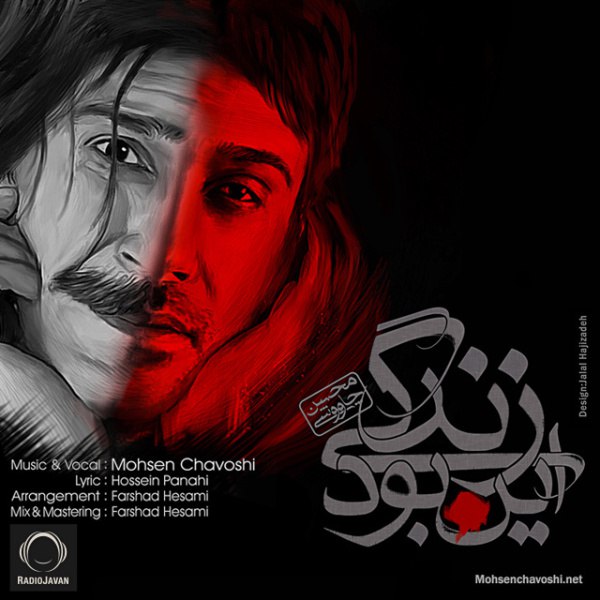 زندگی
این بود
محسن
چاووشی
Design:Jalal Hajizadeh
Music & Vocal : Mohsen Chavoshi
Lyric : Hossein Panahi
Arrangement : Farshad Hesami
Mix & Mastering : Farshad Hesami
RADIOJAVAN
Mohsenchavoshi.net